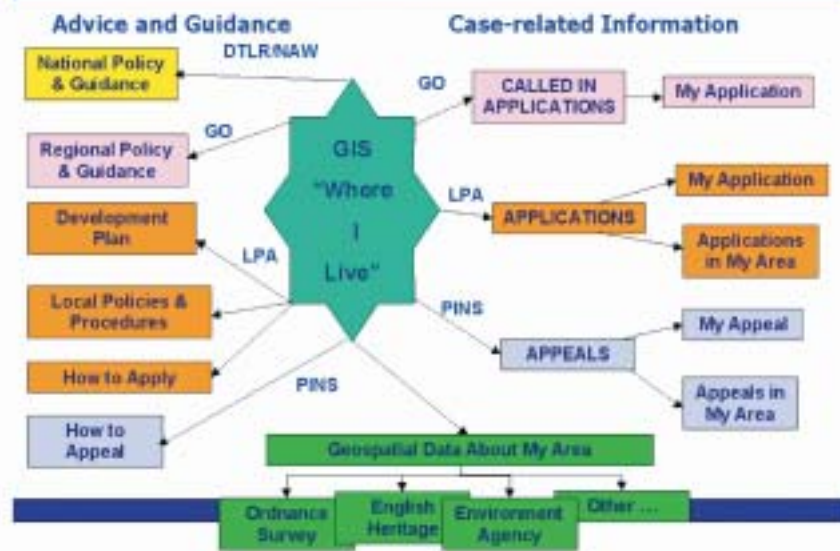 Advice and Guidance
Case-related Information
DTLR/NAW
National Policy
& Guidance
GO
Regional Policy
& Guidance
Development
Plan
LPA
Local Policies &
Procedures
How to Apply
PINS
How to
Appeal
GIS
"Where
I
Live"
GO
CALLED IN
APPLICATIONS
My Application
LPA
APPLICATIONS
My Application
Applications
in My Area
PINS
APPEALS
My Appeal
Appeals in
My Area
Geospatial Data About My Area
Ordnance
Survey
English
Heritage
Environment
Agency
Other ...